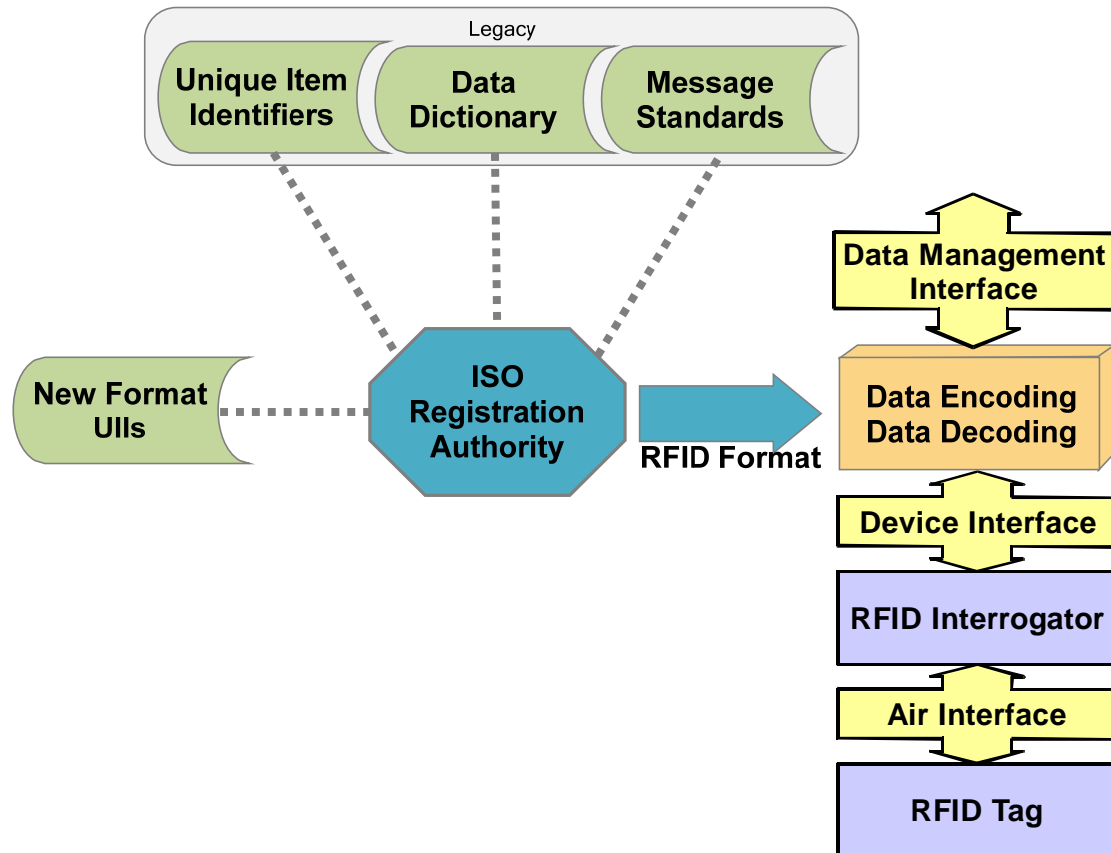 Legacy
Unique Item
Identifiers
Data
Dictionary
Message
Standards
Data Management
Interface
New Format
UIIs
ISO
Registration
Authority
RFID Format
Data Encoding
Data Decoding
Device Interface
RFID Interrogator
Air Interface
RFID Tag